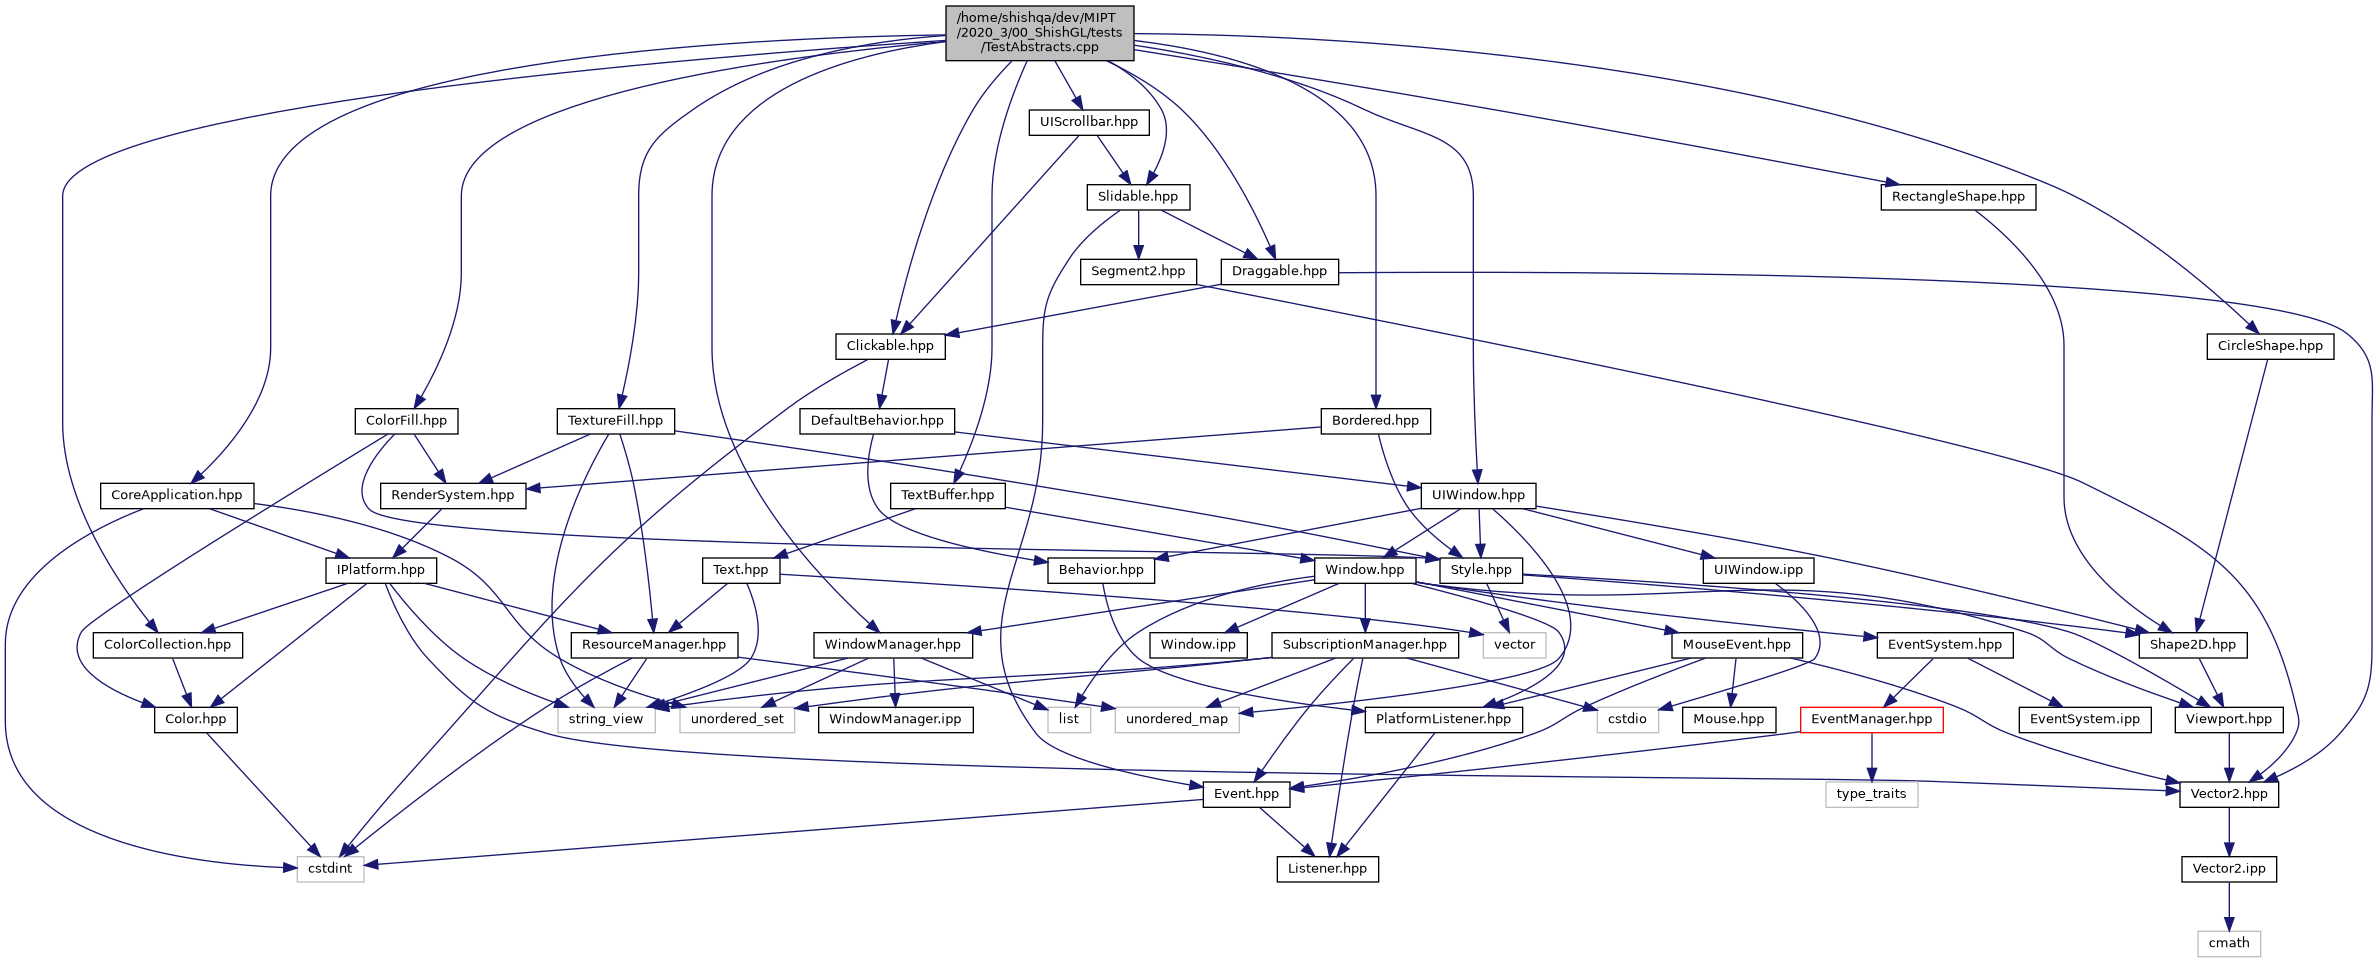 /home/shishqa/dev/MIPT
/2020_3/00_ShishGL/tests
/TestAbstracts.cpp
UIScrollbar.hpp
Slidable.hpp
RectangleShape.hpp
Segment2.hpp
Draggable.hpp
Clickable.hpp
CircleShape.hpp
ColorFill.hpp
TextureFill.hpp
DefaultBehavior.hpp
Bordered.hpp
CoreApplication.hpp
RenderSystem.hpp
TextBuffer.hpp
UIWindow.hpp
IPlatform.hpp
Text.hpp
Behavior.hpp
Window.hpp
Style.hpp
UIWindow.ipp
ColorCollection.hpp
ResourceManager.hpp
WindowManager.hpp
Window.ipp
SubscriptionManager.hpp
vector
MouseEvent.hpp
EventSystem.hpp
Shape2D.hpp
Color.hpp
string_view
unordered_set
WindowManager.ipp
list
unordered_map
PlatformListener.hpp
cstdio
Mouse.hpp
EventManager.hpp
EventSystem.ipp
Viewport.hpp
Event.hpp
type_traits
Vector2.hpp
cstdint
Listener.hpp
Vector2.ipp
cmath